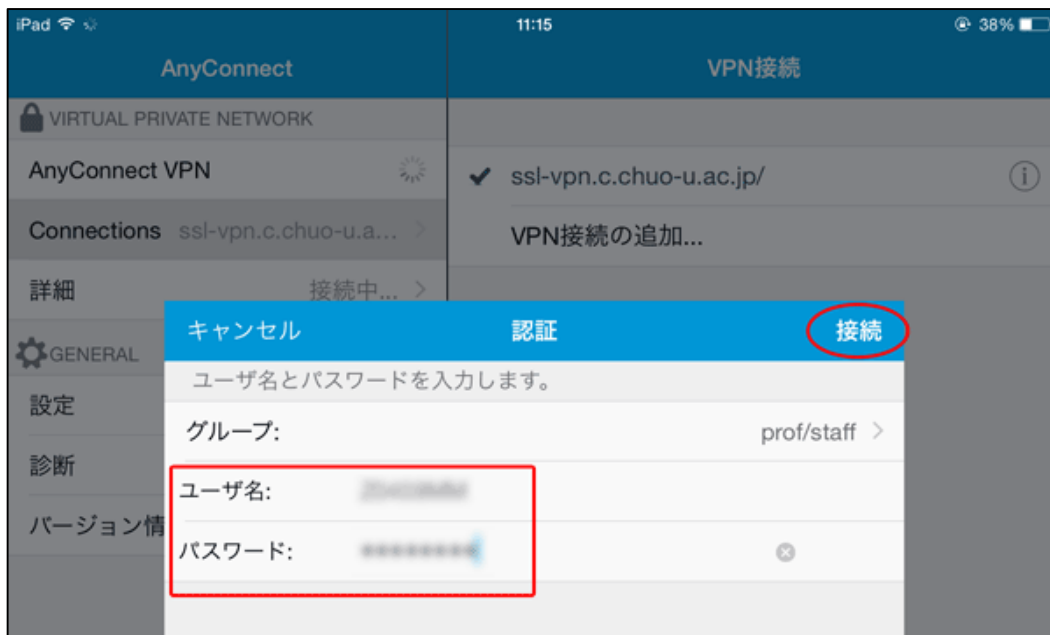 iPad 11:15 38%
AnyConnect
VPN接続
VIRTUAL PRIVATE NETWORK
AnyConnect VPN
Connections ssl-vpn.c.chuo-u.a...
詳細 接続中...
GENERAL
設定
診断
バージョン情
ssl-vpn.c.chuo-u.ac.jp/
VPN接続の追加...
キャンセル 認証 接続
ユーザ名とパスワードを入力します。
グループ: prof/staff
ユーザ名:
パスワード: